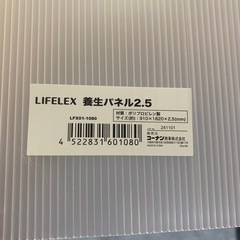 LIFELEX 養生パネル2.5
LFX01-1080
4 522831 601080
材質:ポリプロピレン製
サイズ(約):910×1820×2.5(mm)
241101
コーナン商事株式会社